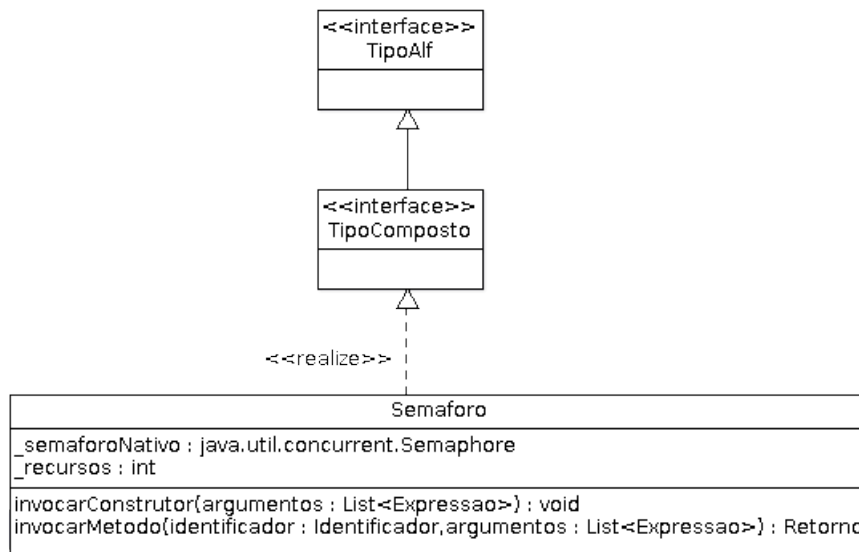 <<interface>>
TipoAlf
<<interface>>
TipoComposto
<<realize>>
Semaforo
_semaforoNativo : java.util.concurrent.Semaphore
_recursos : int
invocarConstrutor(argumentos : List<Expressao>) : void
invocarMetodo(identificador : Identificador,argumentos : List<Expressao>) : Retorno